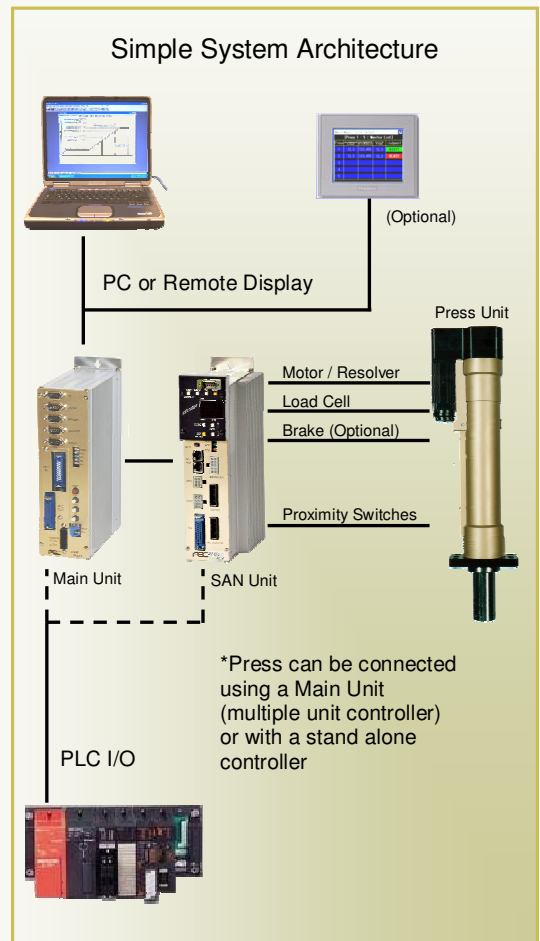 Simple System Architecture
(Optional)
PC or Remote Display
Press Unit
Motor / Resolver
Load Cell
Brake (Optional)
Proximity Switches
Main Unit
SAN Unit
*Press can be connected
using a Main Unit
(multiple unit controller)
or with a stand alone
controller
PLC I/O